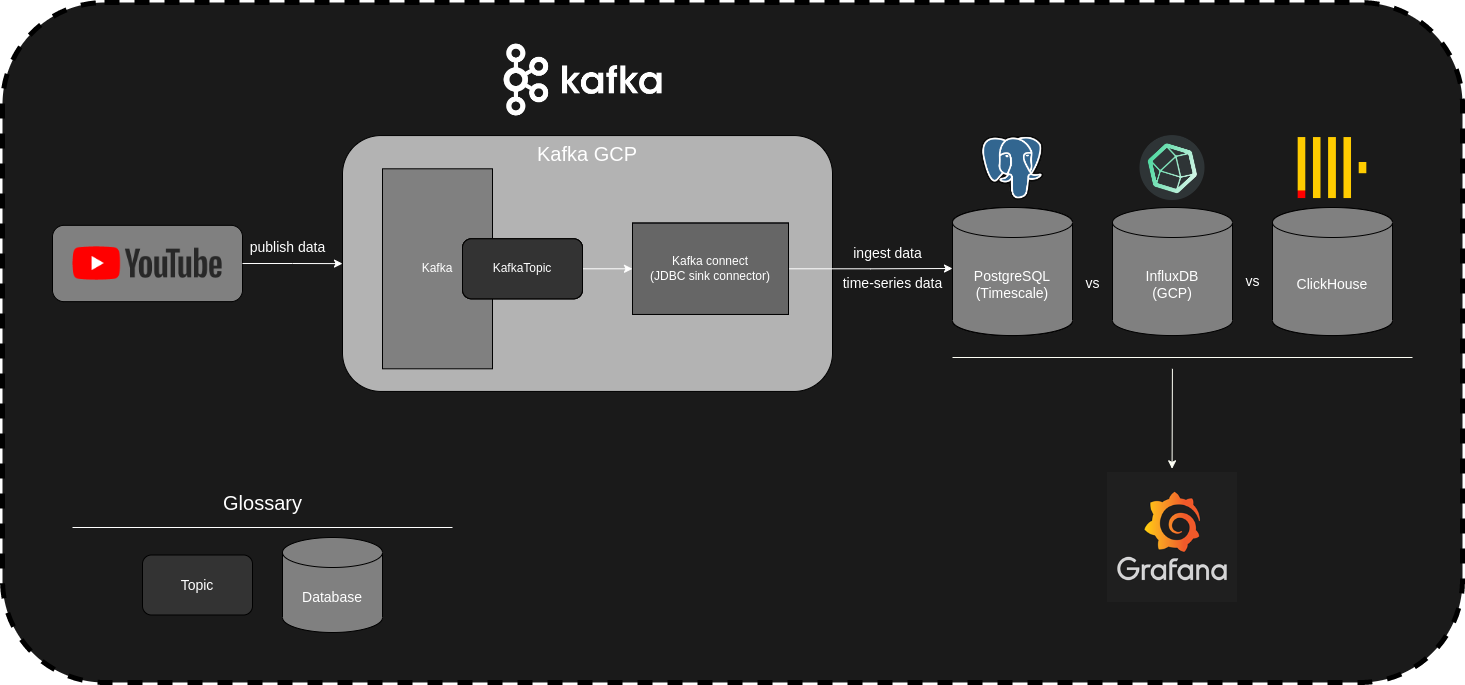 kafka
Kafka GCP
YouTube
publish data
Kafka
KafkaTopic
Kafka connect
(JDBC sink connector)
ingest data
time-series data
PostgreSQL
(Timescale)
vs
InfluxDB
(GCP)
vs
ClickHouse
Grafana
Glossary
Topic
Database